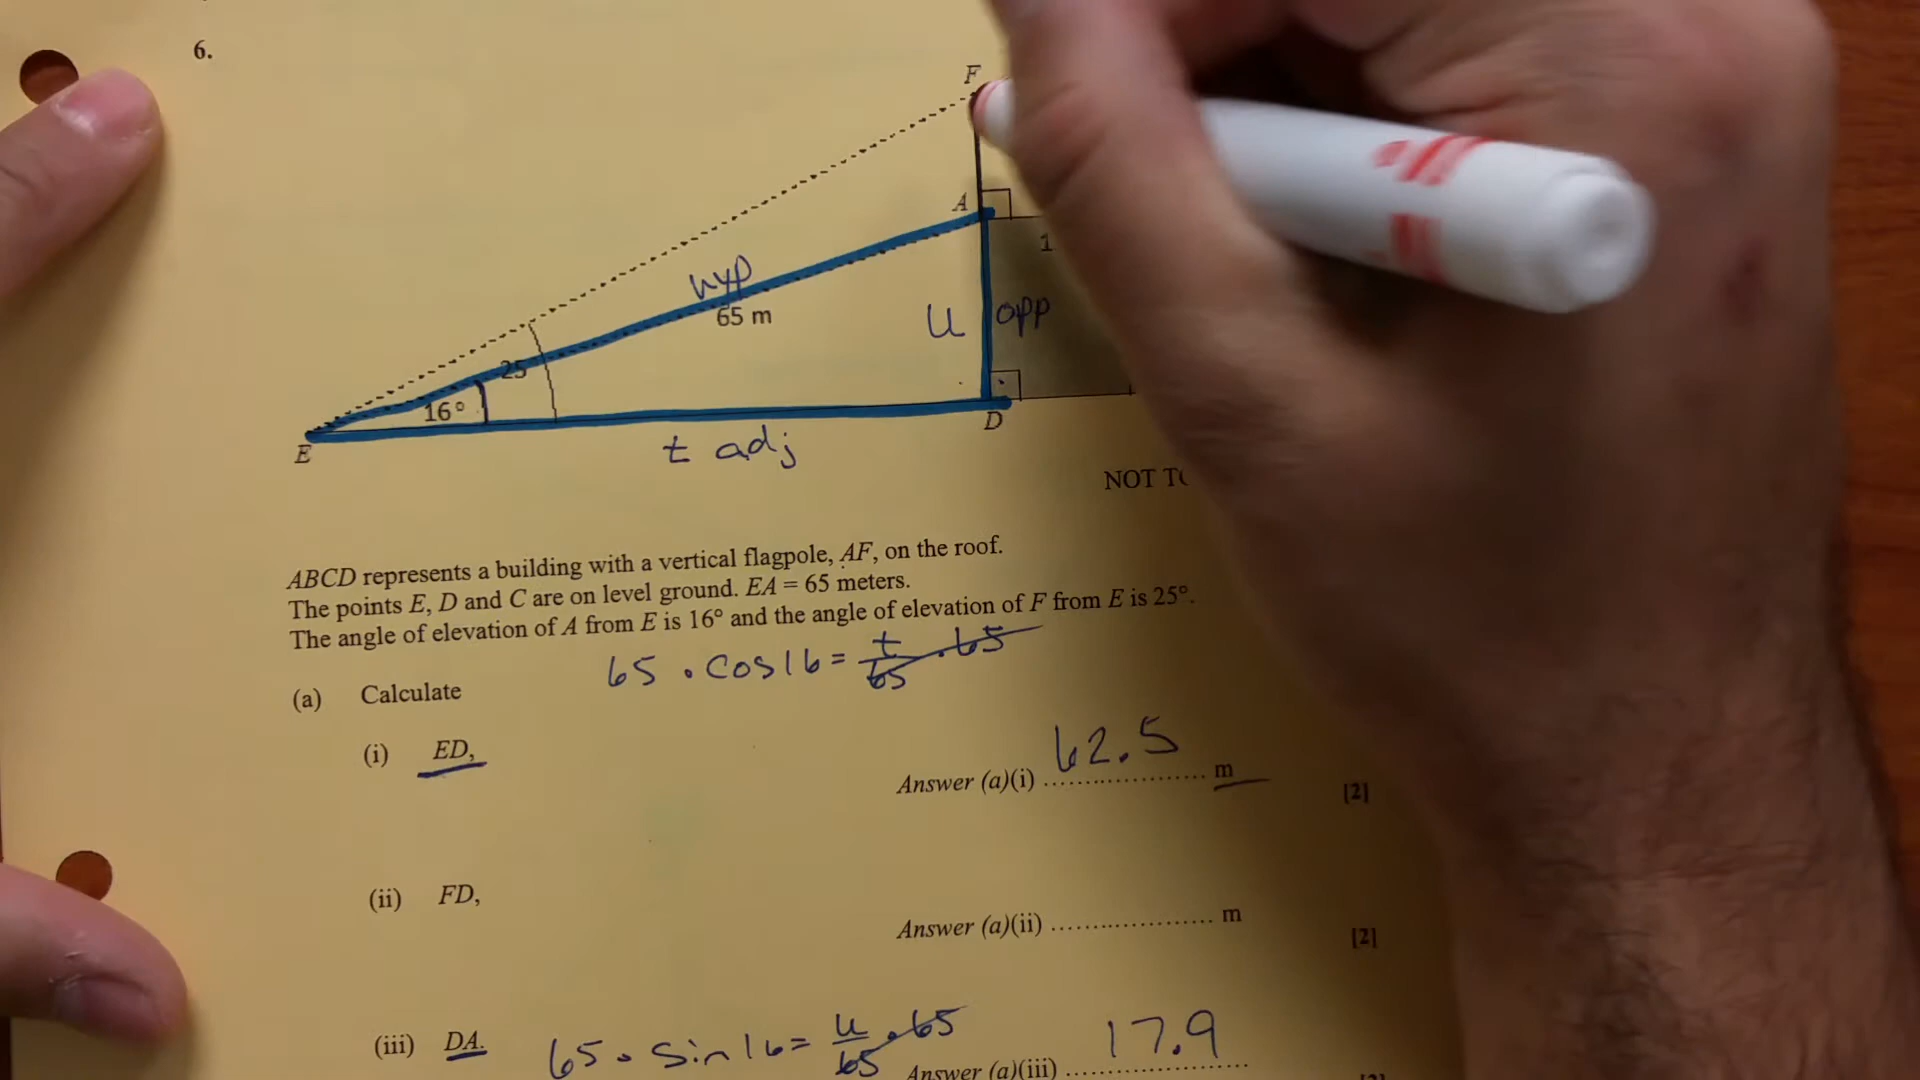 6.
F
A
1
hyp
65 m
u opp
25
16°
E
D
t adj
NOT
ABCD represents a building with a vertical flagpole, AF, on the roof.
The points E, D and C are on level ground. EA = 65 meters.
The angle of elevation of A from E is 16° and the angle of elevation of F from E is 25°.
65 . cos16 = t/65 . 65
(a) Calculate
(i) ED,
Answer (a)(i) .................... m 62.5
[2]
(ii) FD,
Answer (a)(ii) .................... m
[2]
(iii) DA. 65 . Sin 16 = u/65 . 65
Answer (a)(iii) .................... 17.9